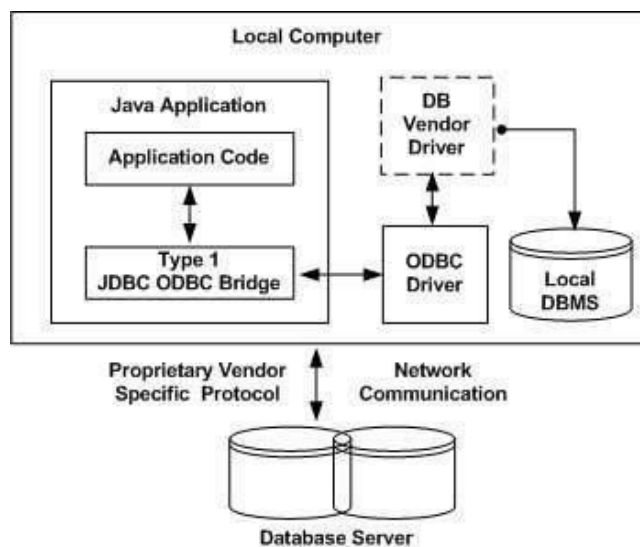 Local Computer
Java Application
Application Code
Type 1
JDBC ODBC Bridge
DB
Vendor
Driver
ODBC
Driver
Local
DBMS
Proprietary Vendor
Specific Protocol
Network
Communication
Database Server